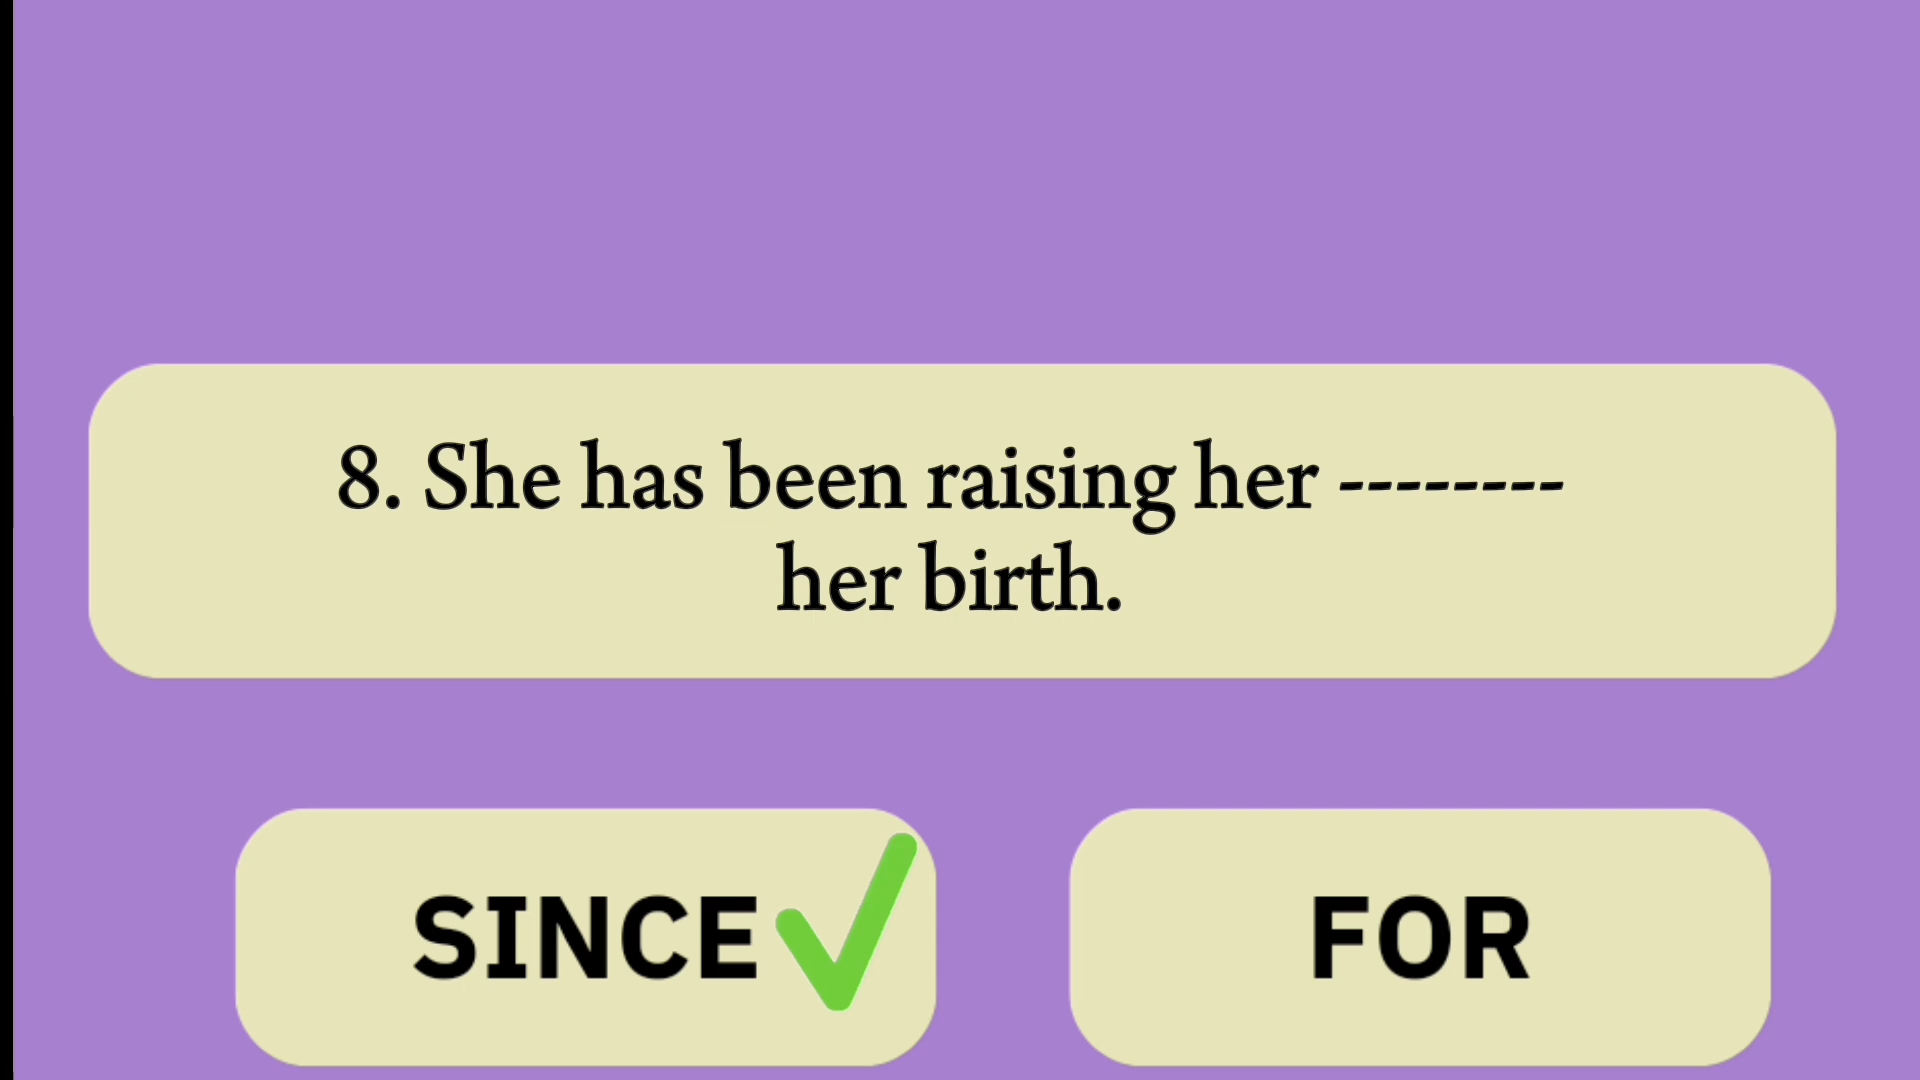 8. She has been raising her --------
her birth.
SINCE
FOR